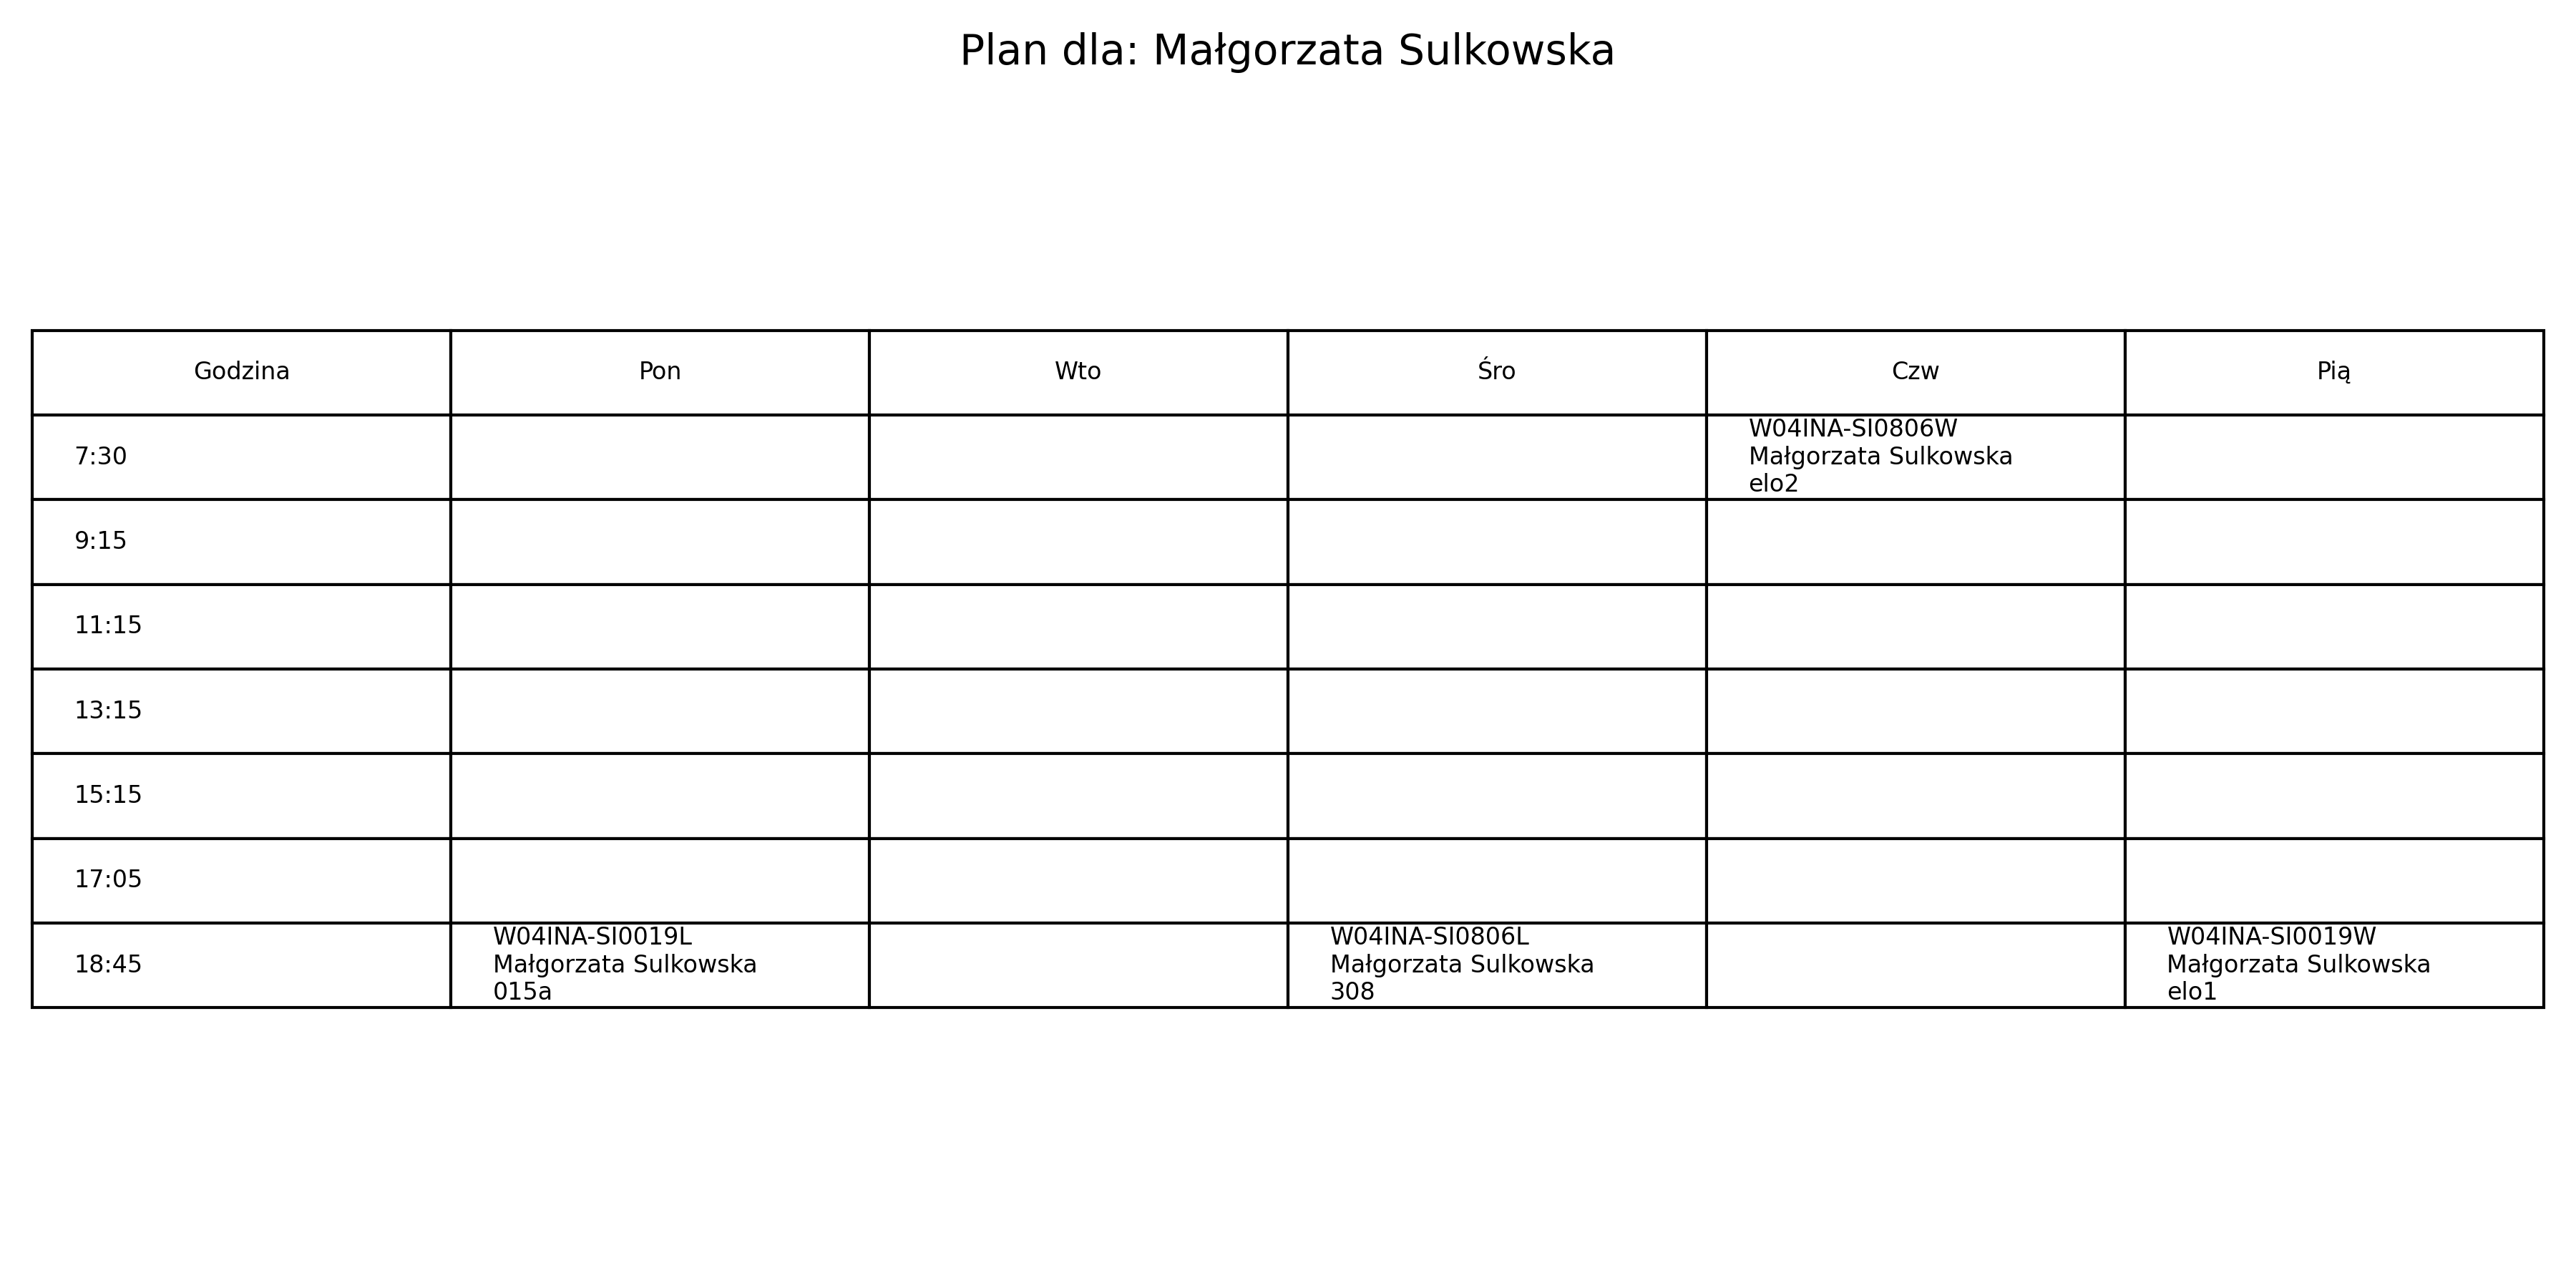 Plan dla: Małgorzata Sulkowska
Godzina Pon Wto Śro Czw Pią
7:30
W04INA-SI0806W
Małgorzata Sulkowska
elo2
9:15
11:15
13:15
15:15
17:05
18:45
W04INA-SI0019L
Małgorzata Sulkowska
015a
W04INA-SI0806L
Małgorzata Sulkowska
308
W04INA-SI0019W
Małgorzata Sulkowska
elo1